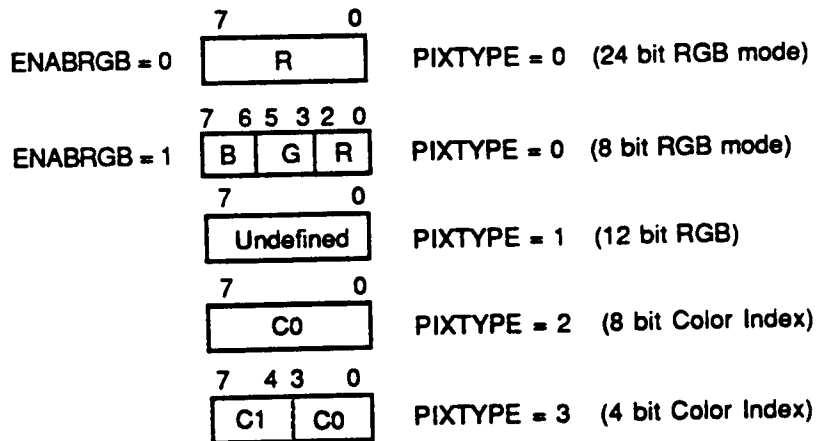 7 0
ENABRGB = 0 R PIXTYPE = 0 (24 bit RGB mode)
7 6 5 3 2 0
ENABRGB = 1 B G R PIXTYPE = 0 (8 bit RGB mode)
7 0
Undefined PIXTYPE = 1 (12 bit RGB)
7 0
C0 PIXTYPE = 2 (8 bit Color Index)
7 4 3 0
C1 C0 PIXTYPE = 3 (4 bit Color Index)